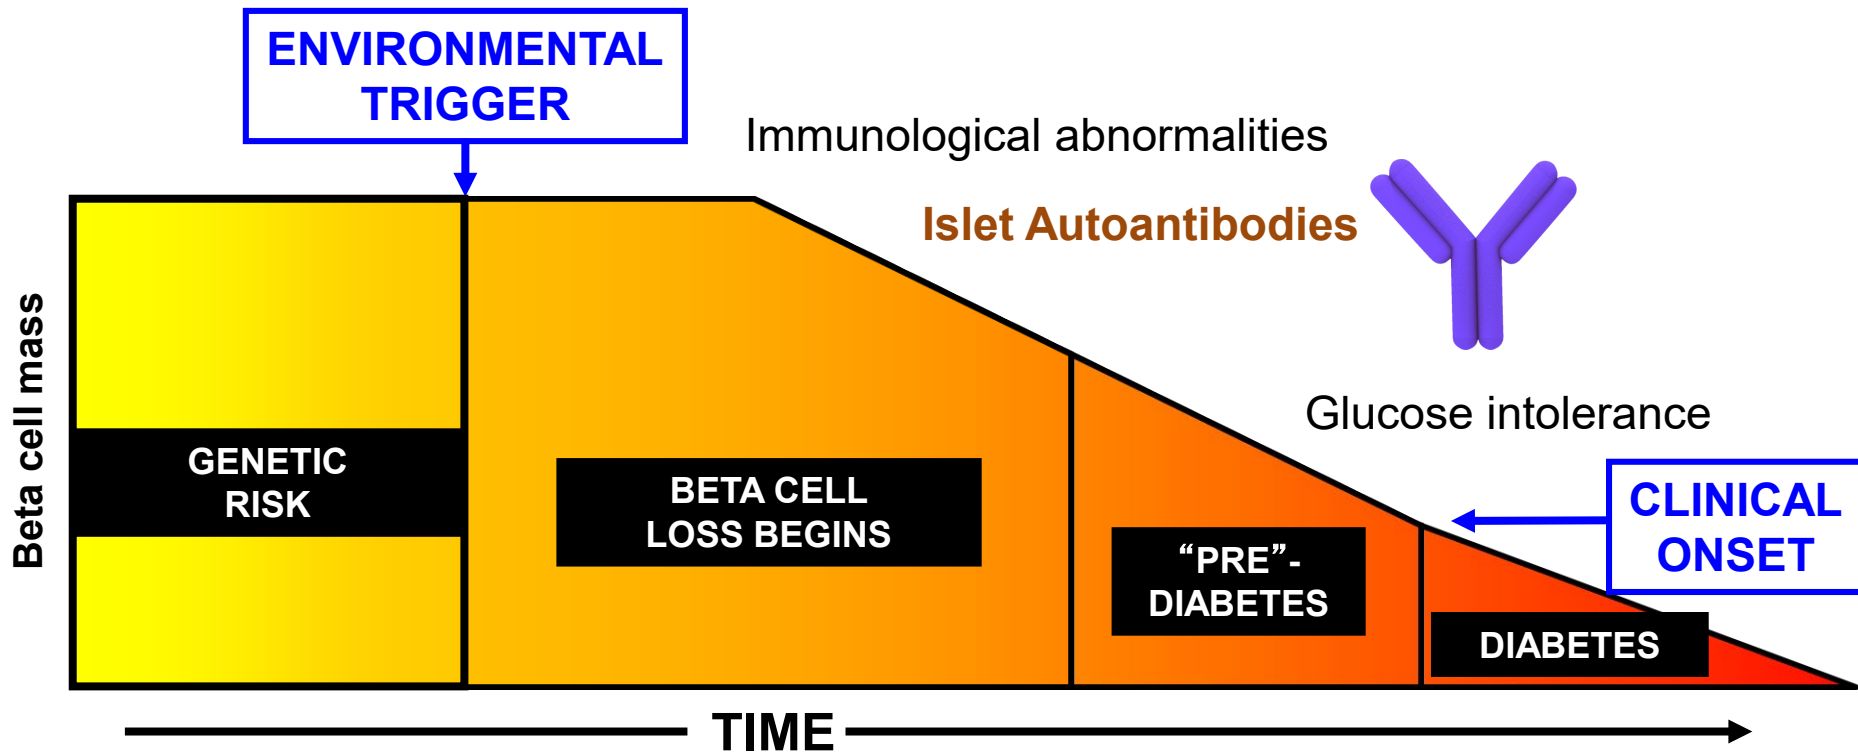 ENVIRONMENTAL
TRIGGER
Immunological abnormalities
Islet Autoantibodies
Beta cell mass
Glucose intolerance
GENETIC
RISK
BETA CELL
LOSS BEGINS
“PRE”-
DIABETES
CLINICAL
ONSET
DIABETES
TIME